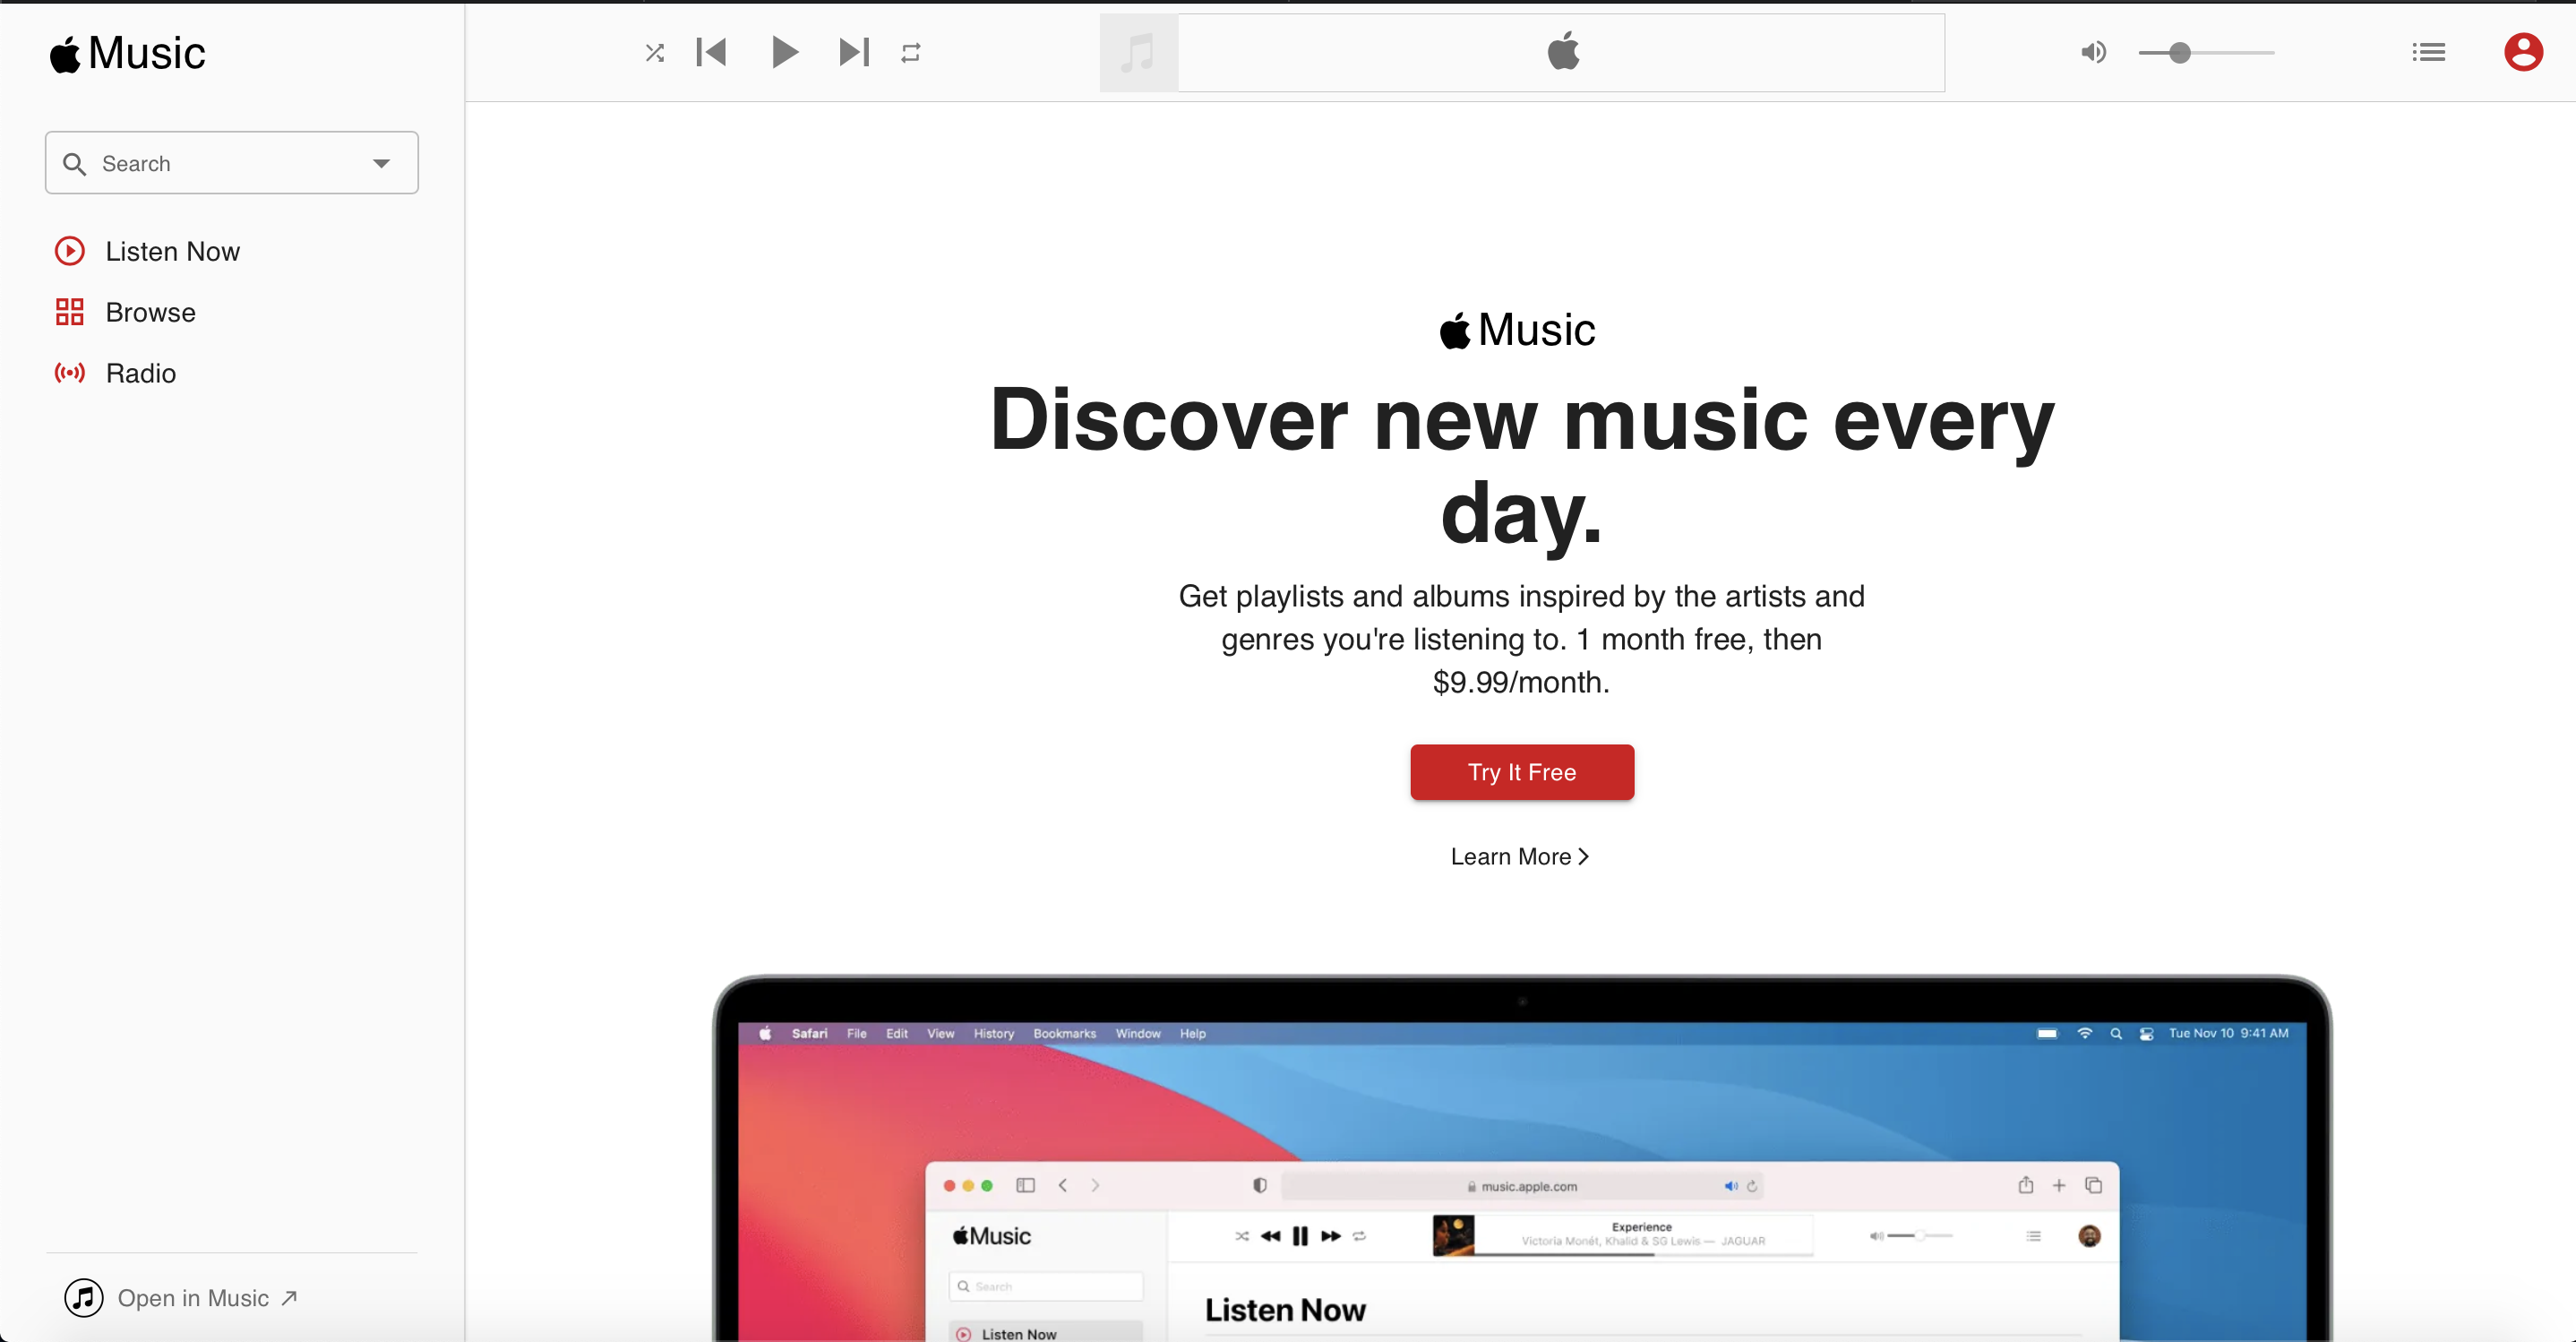 Music
Search
Listen Now
Browse
Radio
Open in Music
Music
Discover new music every
day.
Get playlists and albums inspired by the artists and
genres you're listening to. 1 month free, then
$9.99/month.
Try It Free
Learn More
Safari File Edit View History Bookmarks Window Help
Tue Nov 10 9:41 AM
music.apple.com
Music
Experience
Victoria Monét, Khalid & SG Lewis — JAGUAR
Search
Listen Now
Listen Now